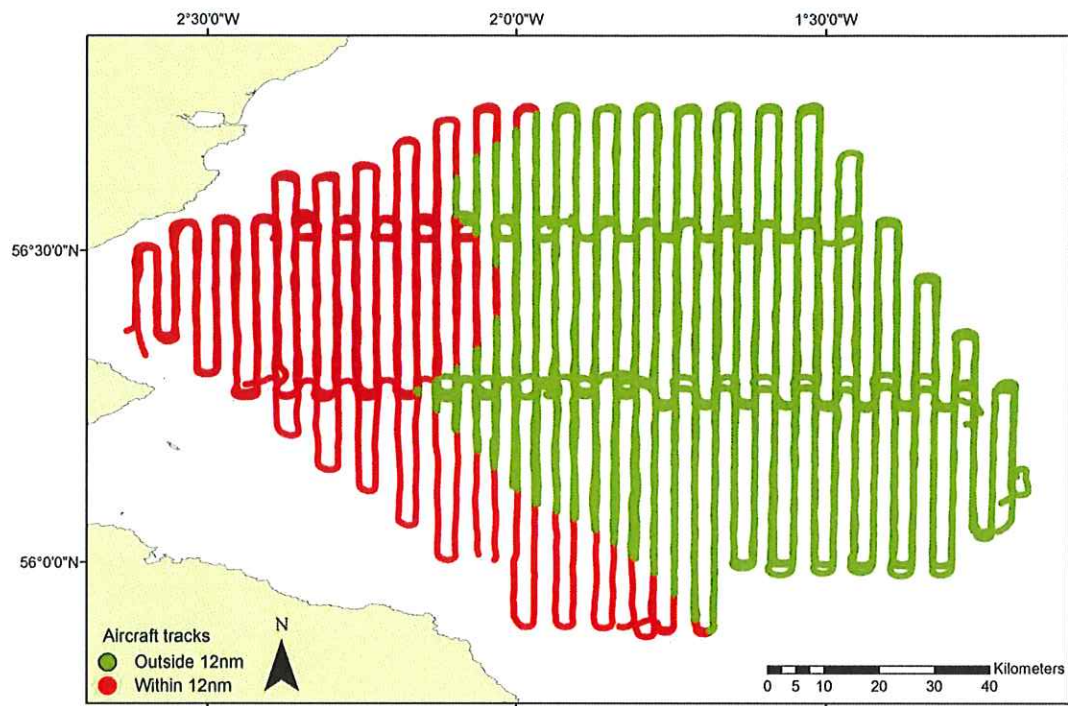 2°30'0"W 2°0'0"W 1°30'0"W
56°30'0"N
56°0'0"N
Aircraft tracks
Outside 12nm
Within 12nm
N
Kilometers
0 5 10 20 30 40